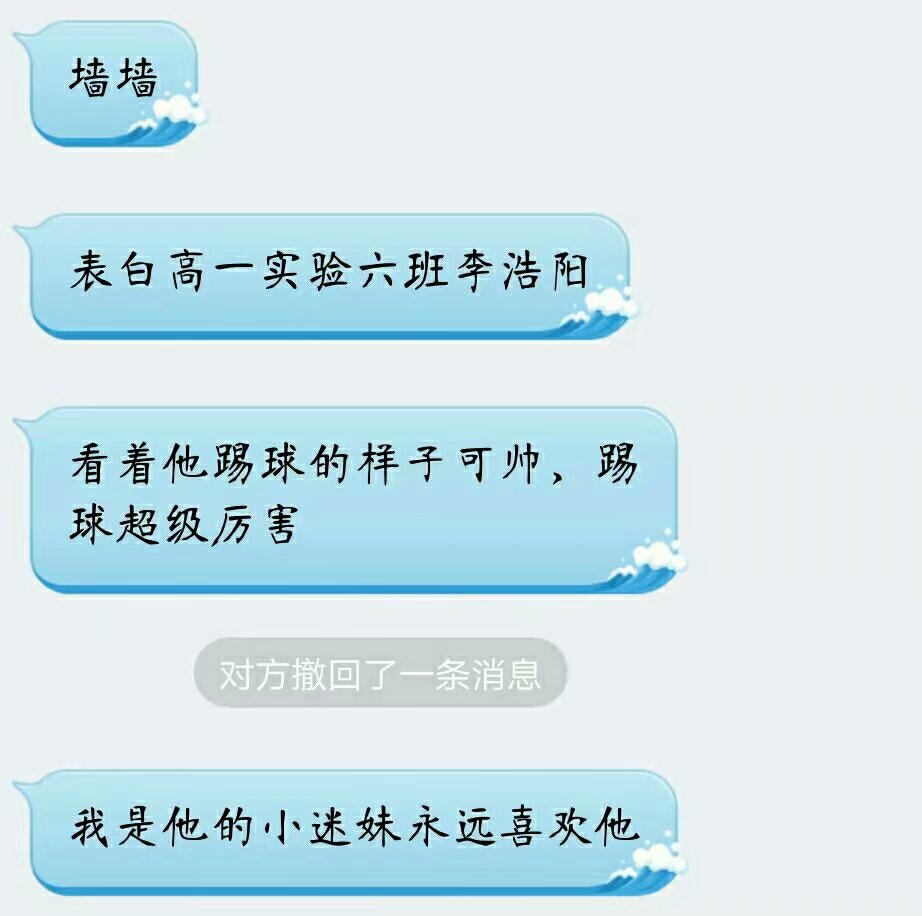 墙墙
表白高一实验六班李浩阳
看着他踢球的样子可帅，踢
球超级厉害
对方撤回了一条消息
我是他的小迷妹永远喜欢他